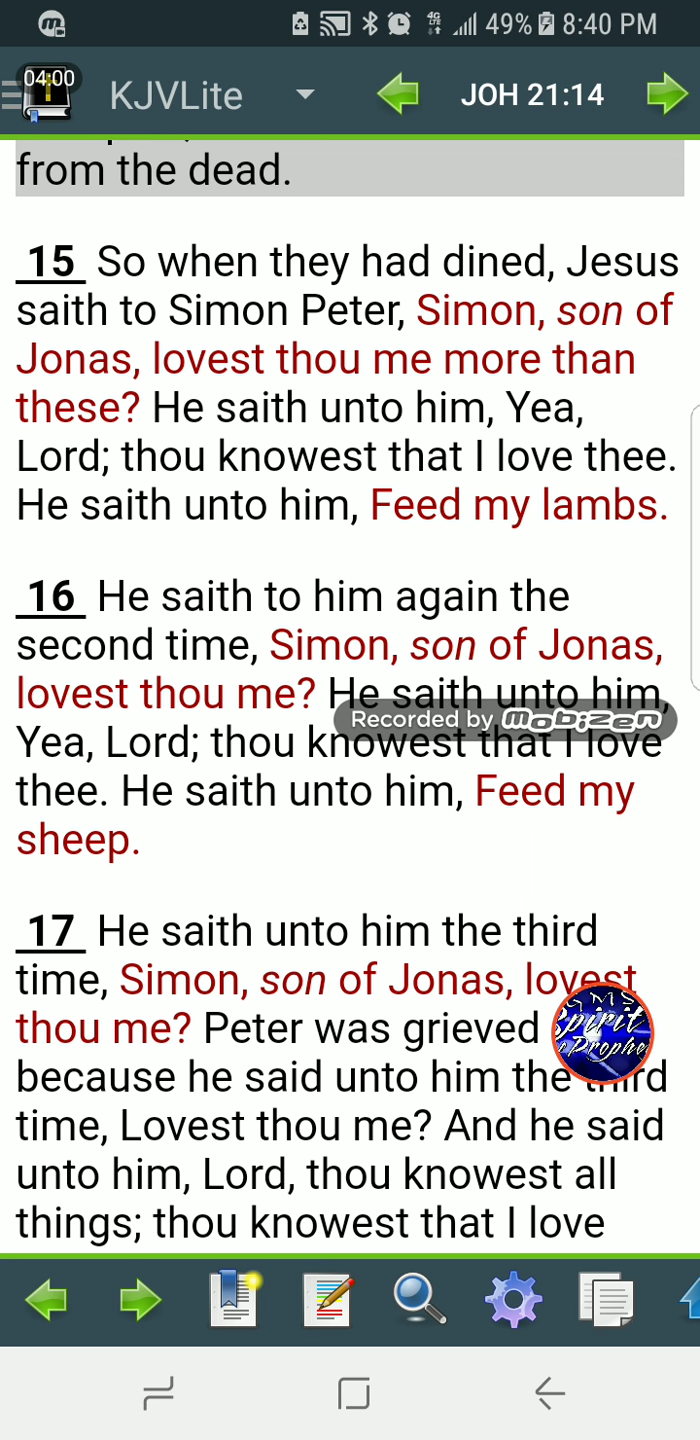 49% 8:40 PM
04:00 KJVLite JOH 21:14
from the dead.
15 So when they had dined, Jesus
saith to Simon Peter, Simon, son of
Jonas, lovest thou me more than
these? He saith unto him, Yea,
Lord; thou knowest that I love thee.
He saith unto him, Feed my lambs.
16 He saith to him again the
second time, Simon, son of Jonas,
lovest thou me? He saith unto him,
Recorded by mobizen
Yea, Lord; thou knowest that I love
thee. He saith unto him, Feed my
sheep.
17 He saith unto him the third
time, Simon, son of Jonas, lovest
thou me? Peter was grieved
GMS
Spirit
because he said unto him the third
time, Lovest thou me? And he said
unto him, Lord, thou knowest all
things; thou knowest that I love